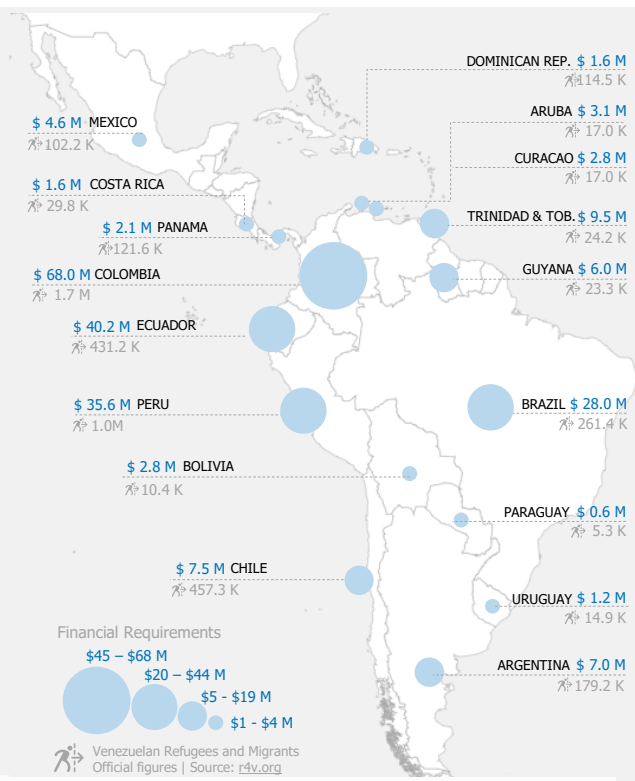 DOMINICAN REP. $ 1.6 M
114.5 K
ARUBA $ 3.1 M
17.0 K
$ 4.6 M MEXICO
102.2 K
CURACAO $ 2.8 M
17.0 K
$ 1.6 M COSTA RICA
29.8 K
TRINIDAD & TOB. $ 9.5 M
24.2 K
$ 2.1 M PANAMA
121.6 K
$ 68.0 M COLOMBIA
1.7 M
GUYANA $ 6.0 M
23.3 K
$ 40.2 M ECUADOR
431.2 K
$ 35.6 M PERU
1.0M
BRAZIL $ 28.0 M
261.4 K
$ 2.8 M BOLIVIA
10.4 K
PARAGUAY $ 0.6 M
5.3 K
$ 7.5 M CHILE
457.3 K
URUGUAY $ 1.2 M
14.9 K
ARGENTINA $ 7.0 M
179.2 K
Financial Requirements
$45 – $68 M
$20 – $44 M
$5 - $19 M
$1 - $4 M
Venezuelan Refugees and Migrants
Official figures | Source: r4v.org